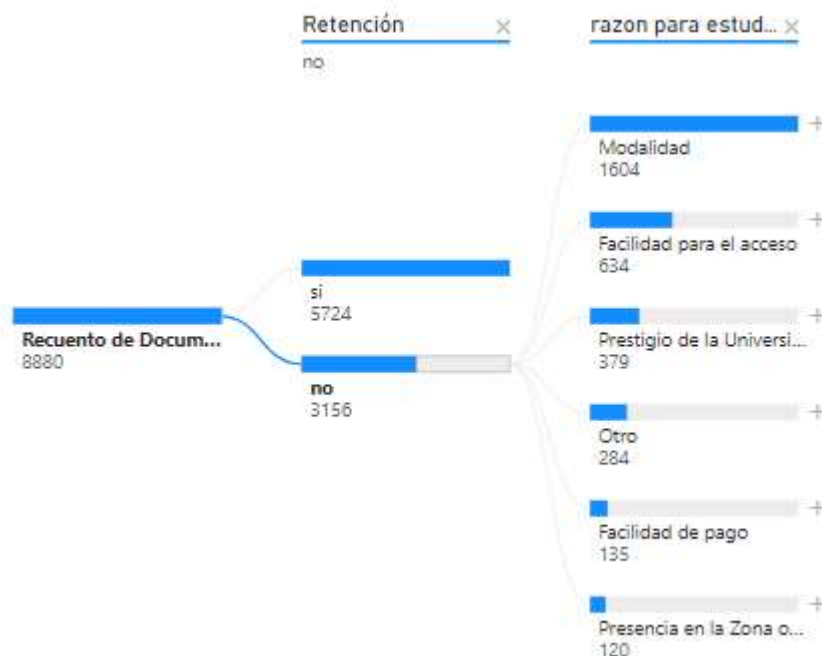 Retención
no
razon para estud...
Recuento de Docum...
8880
si
5724
no
3156
Modalidad
1604
Facilidad para el acceso
634
Prestigio de la Universi...
379
Otro
284
Facilidad de pago
135
Presencia en la Zona o...
120